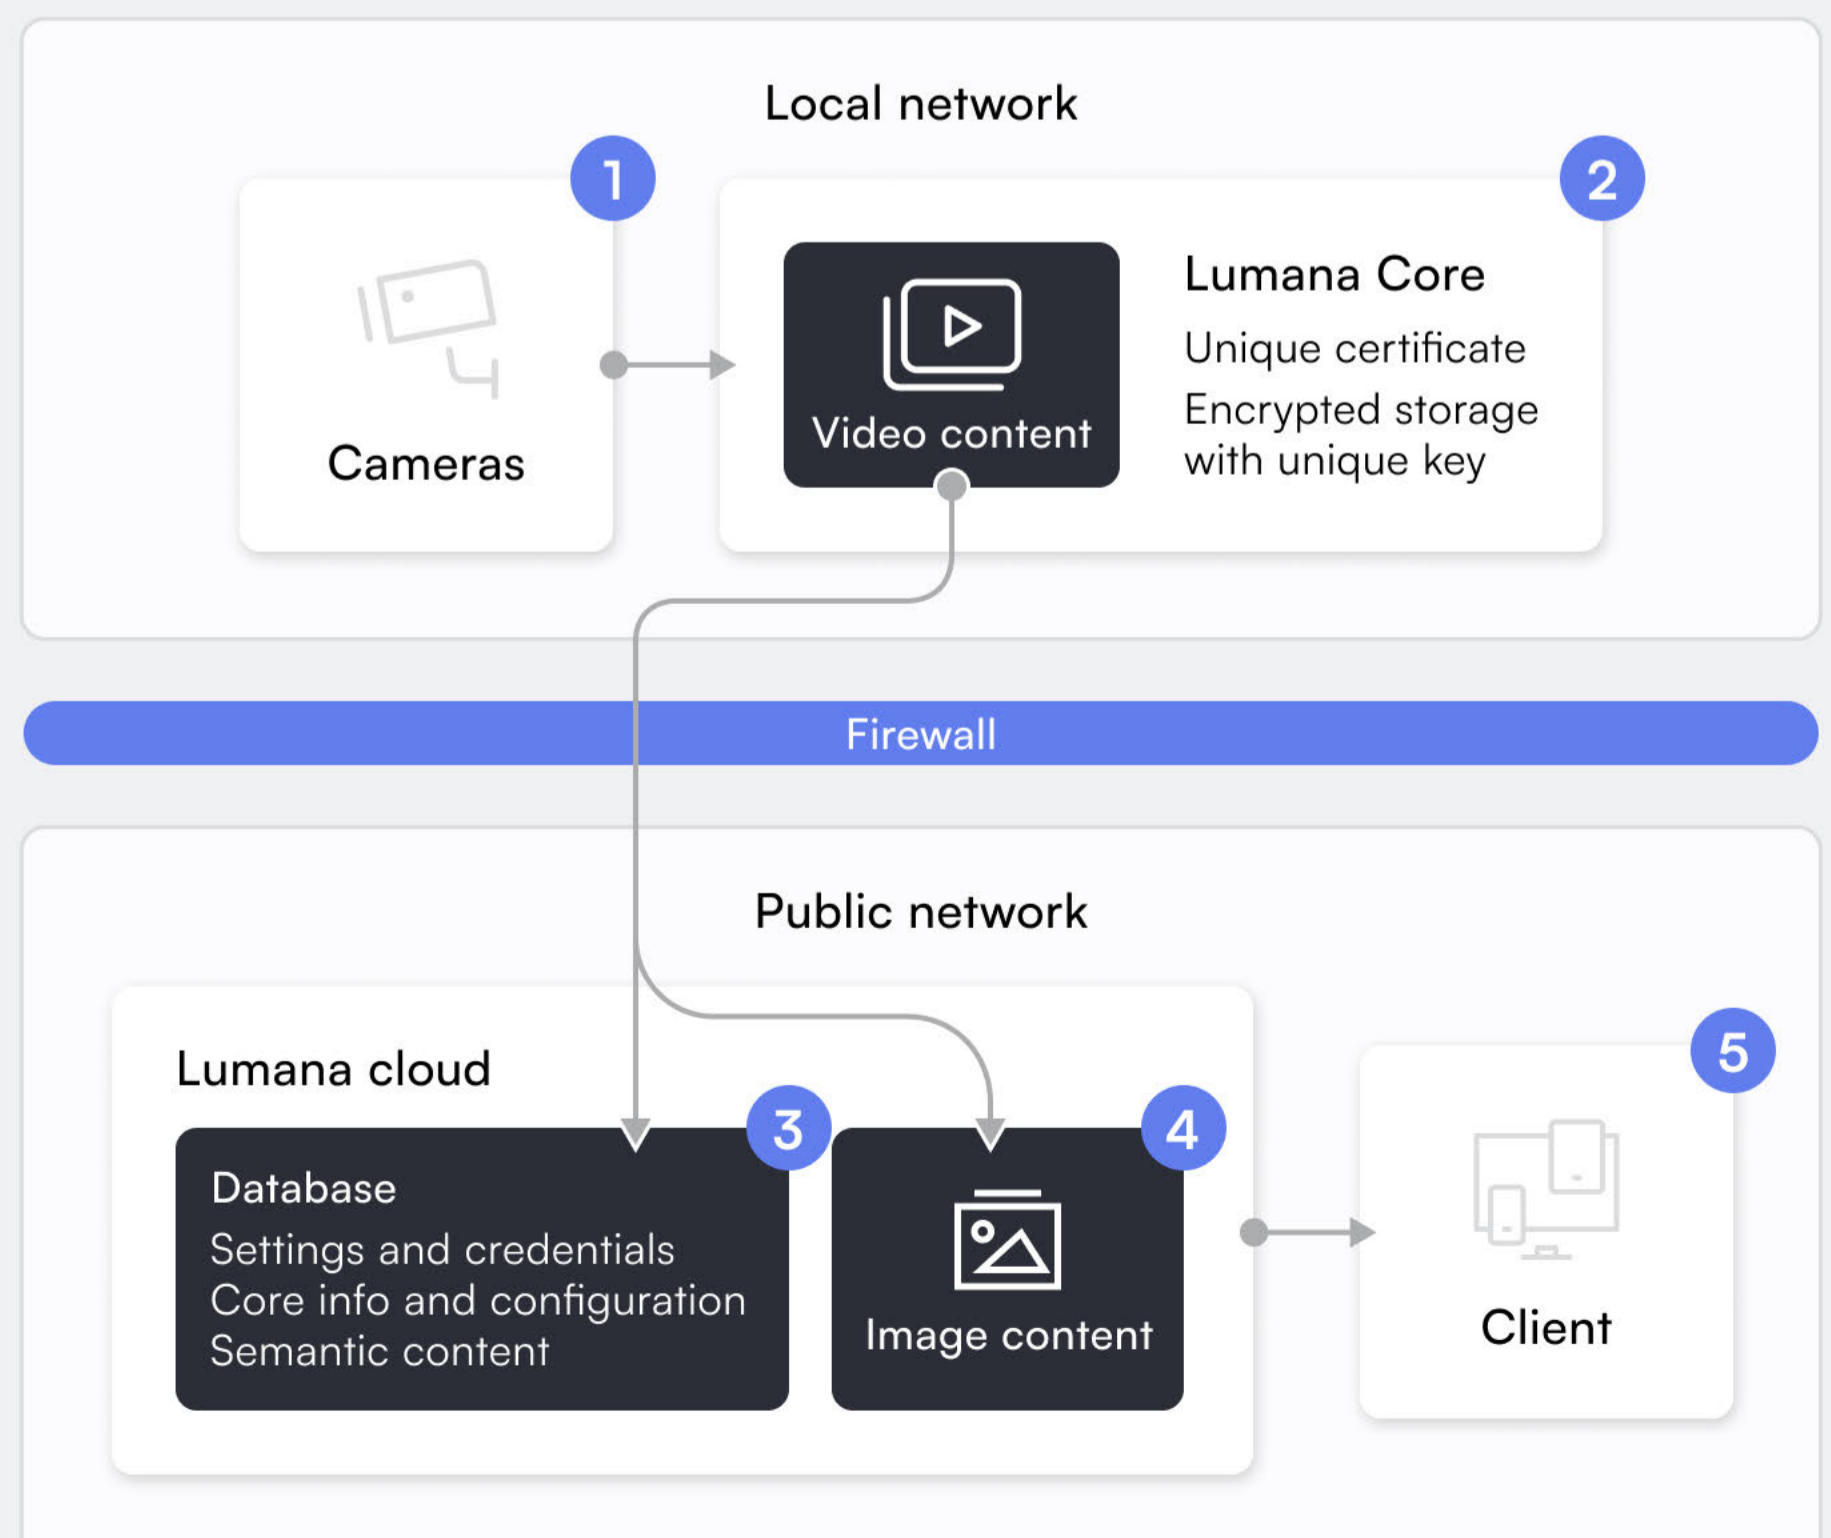 Local network
1
2
Cameras
Video content
Lumana Core
Unique certificate
Encrypted storage
with unique key
Firewall
Public network
Lumana cloud
3
Database
Settings and credentials
Core info and configuration
Semantic content
4
Image content
5
Client